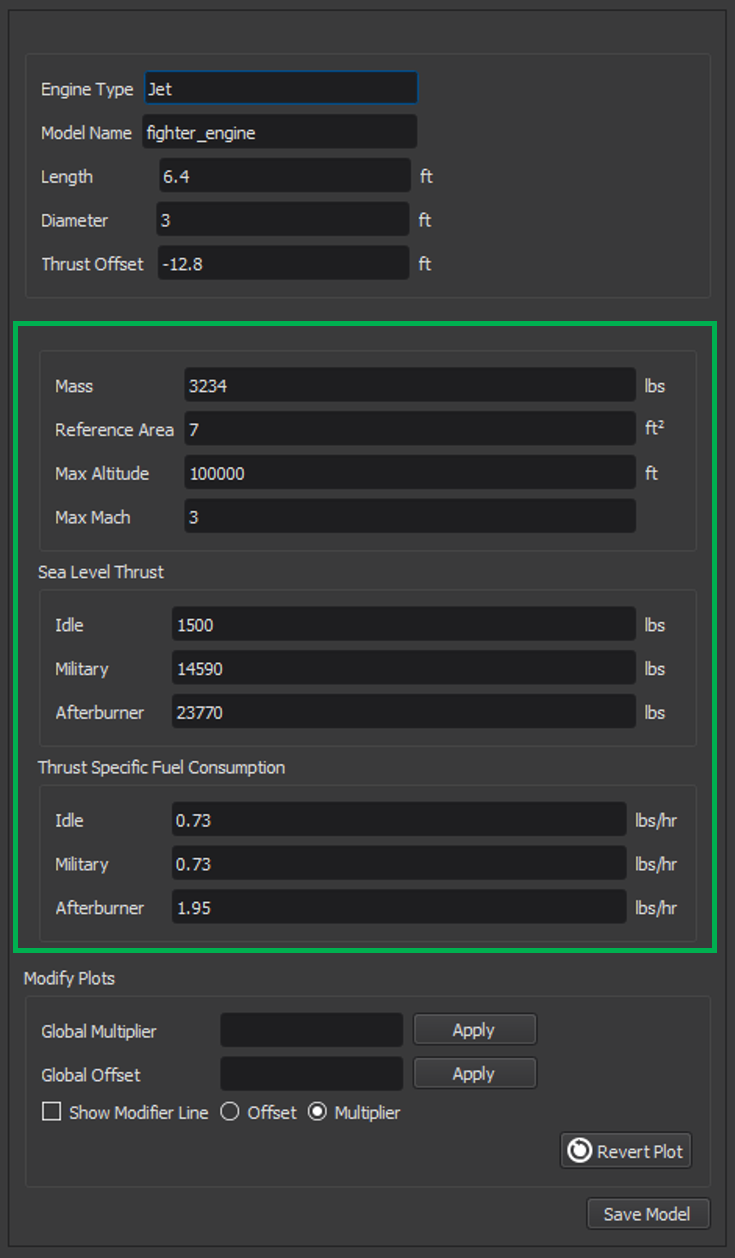 Engine Type Jet
Model Name fighter_engine
Length 6.4 ft
Diameter 3 ft
Thrust Offset -12.8 ft
Mass 3234 lbs
Reference Area 7 ft²
Max Altitude 100000 ft
Max Mach 3
Sea Level Thrust
Idle 1500 lbs
Military 14590 lbs
Afterburner 23770 lbs
Thrust Specific Fuel Consumption
Idle 0.73 lbs/hr
Military 0.73 lbs/hr
Afterburner 1.95 lbs/hr
Modify Plots
Global Multiplier Apply
Global Offset Apply
Show Modifier Line Offset Multiplier
Revert Plot
Save Model